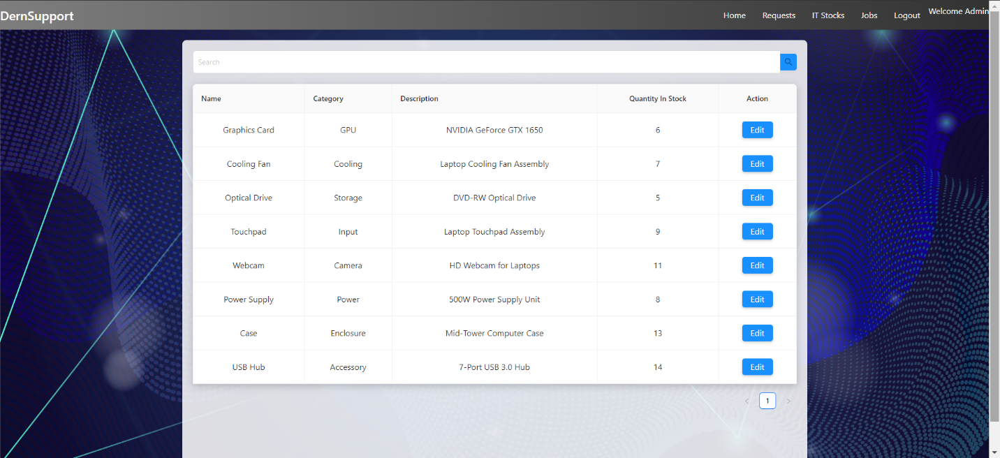 DernSupport Home Requests IT Stocks Jobs Logout Welcome Admin
Search
Name Category Description Quantity In Stock Action
Graphics Card GPU NVIDIA GeForce GTX 1650 6 Edit
Cooling Fan Cooling Laptop Cooling Fan Assembly 7 Edit
Optical Drive Storage DVD-RW Optical Drive 5 Edit
Touchpad Input Laptop Touchpad Assembly 9 Edit
Webcam Camera HD Webcam for Laptops 11 Edit
Power Supply Power 500W Power Supply Unit 8 Edit
Case Enclosure Mid-Tower Computer Case 13 Edit
USB Hub Accessory 7-Port USB 3.0 Hub 14 Edit
< 1 >